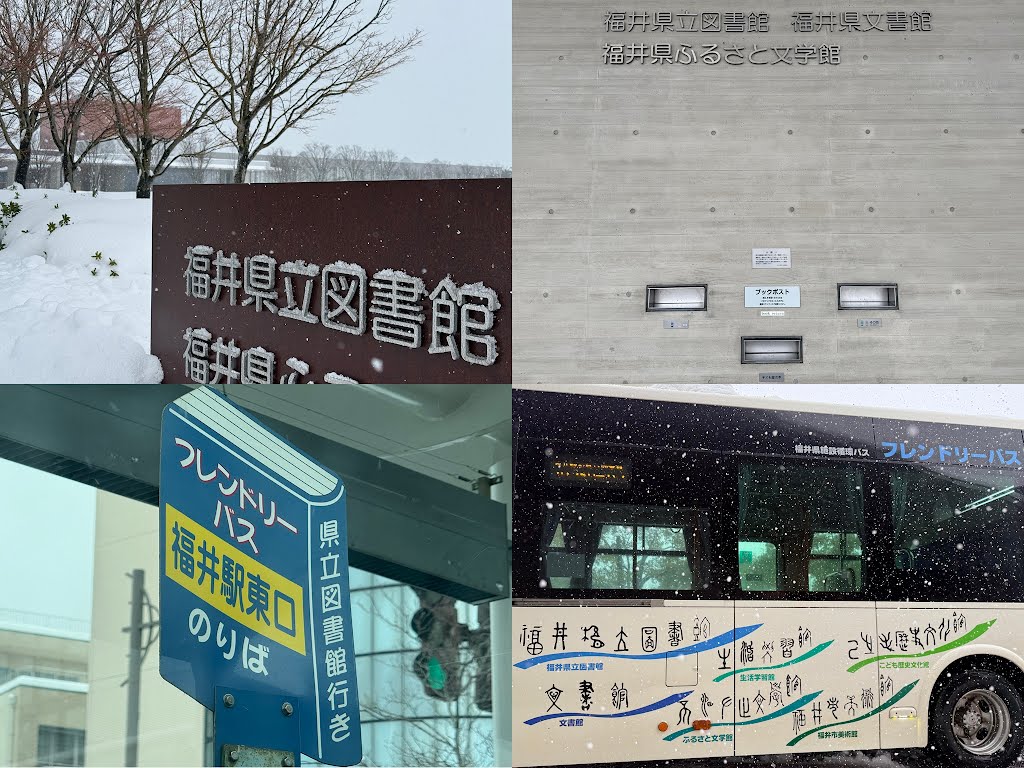 福井県立図書館
福井県ふ
福井県立図書館 福井県文書館
福井県ふるさと文学館
ブックポスト
フレンドリー
バス
福井駅東口
のりば
県立図書館行き
フレンドリーバス
福井県立図書館
生活学習館
こども歴史文化館
文書館
ふるさと文学館
福井市美術館